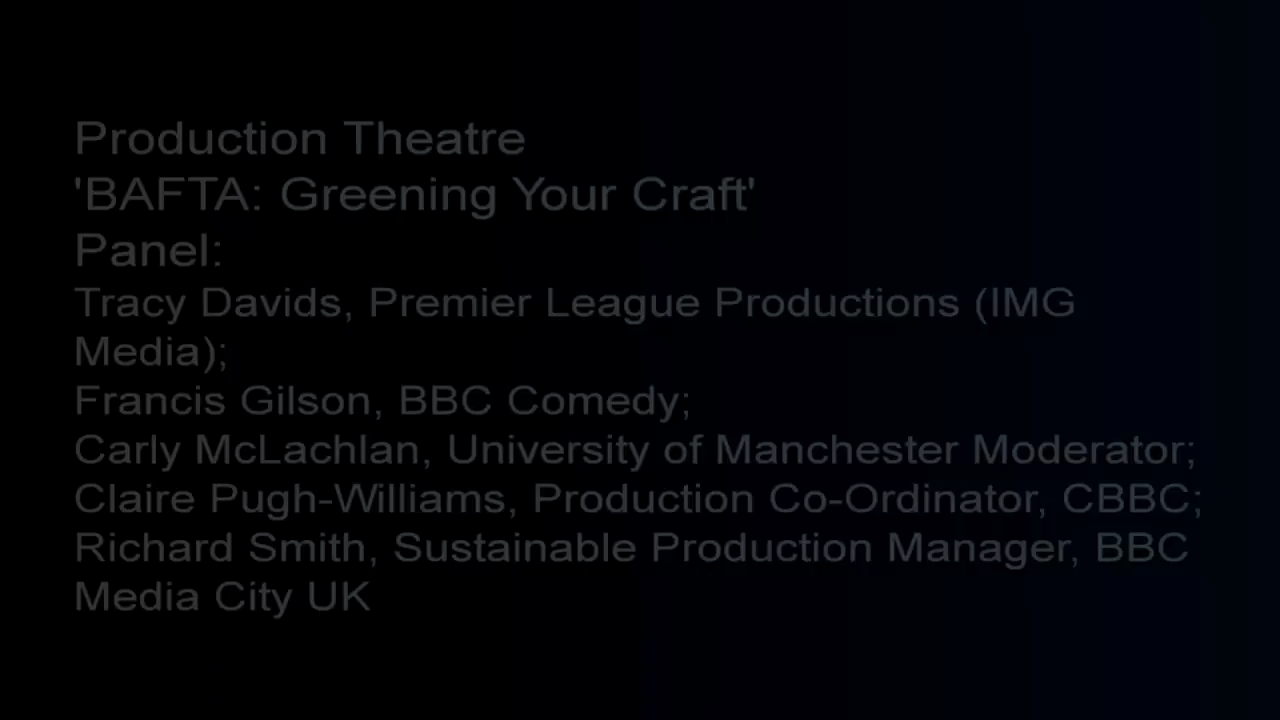 Production Theatre
'BAFTA: Greening Your Craft'
Panel:
Tracy Davids, Premier League Productions (IMG
Media);
Francis Gilson, BBC Comedy;
Carly McLachlan, University of Manchester Moderator;
Claire Pugh-Williams, Production Co-Ordinator, CBBC;
Richard Smith, Sustainable Production Manager, BBC
Media City UK